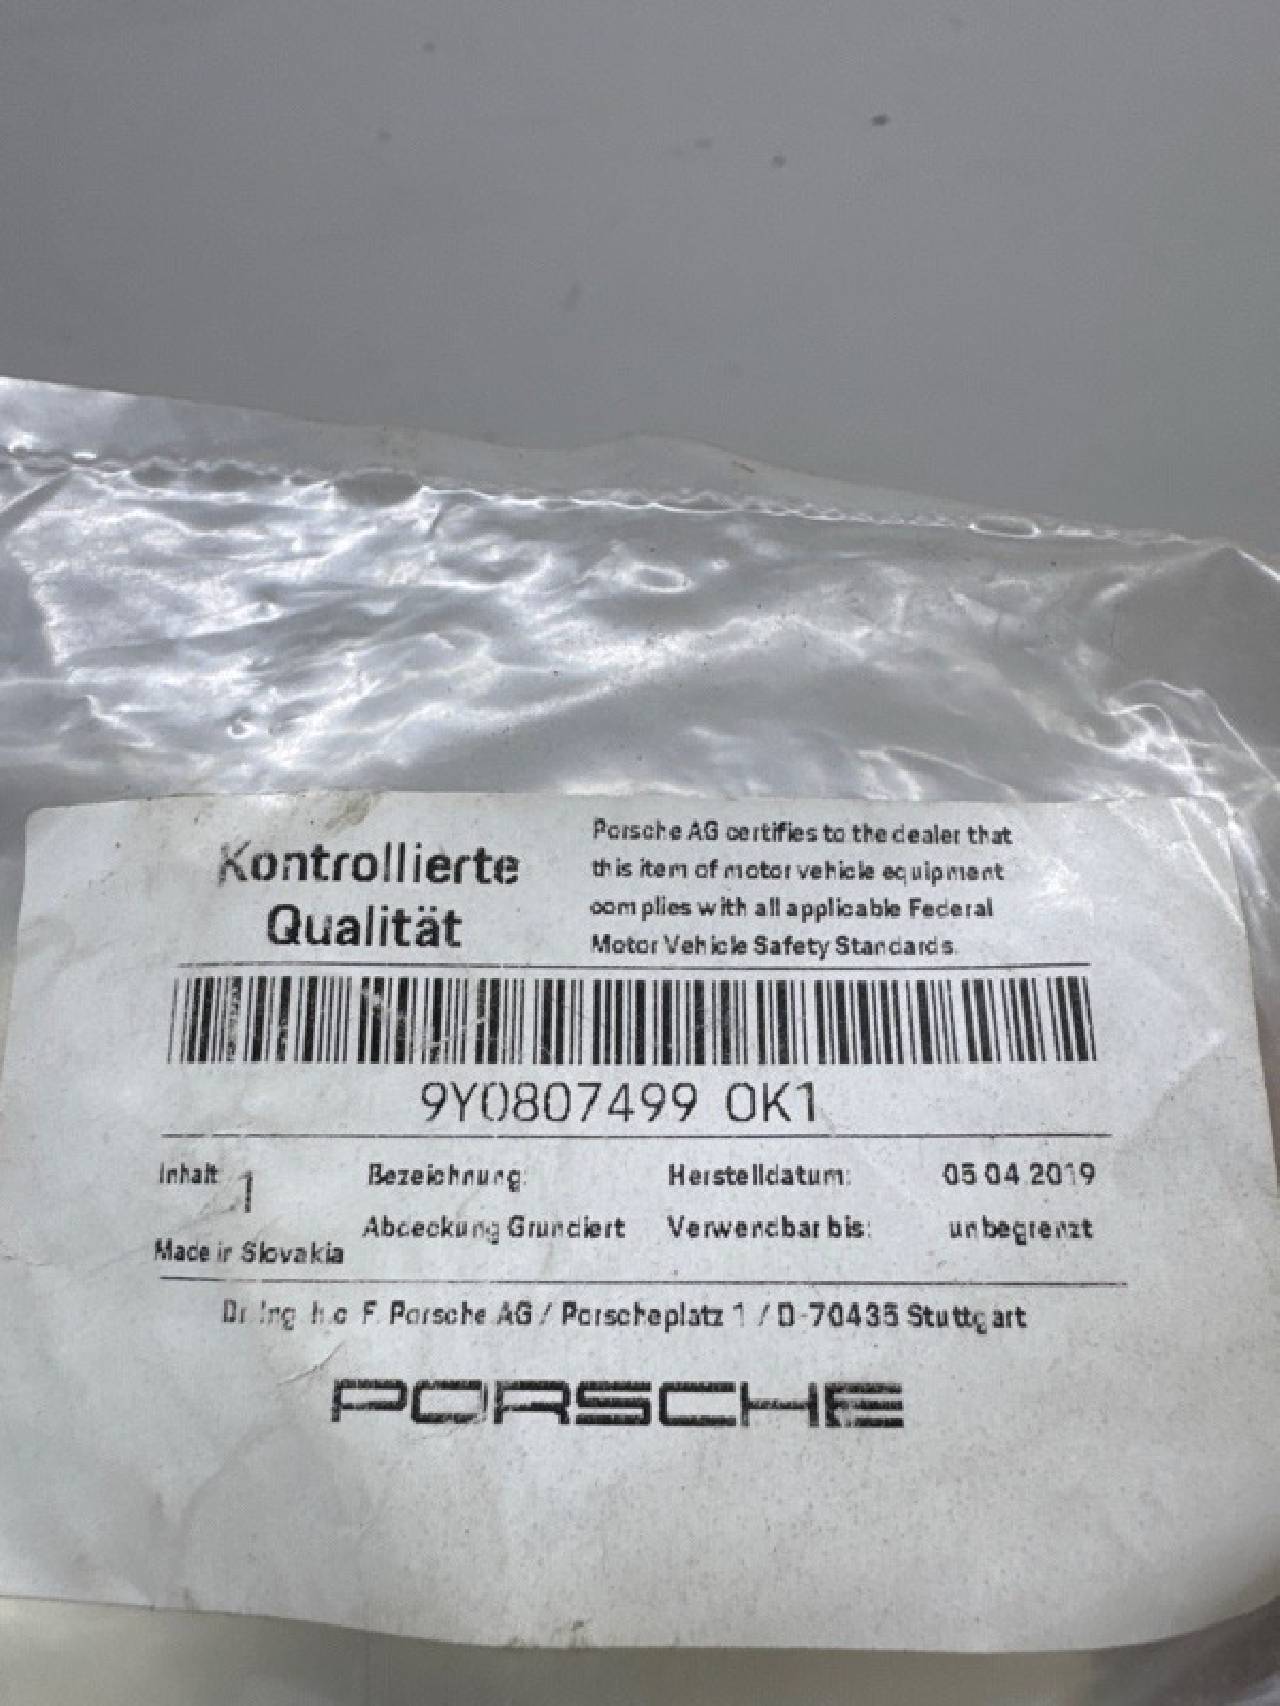 Kontrollierte
Qualität
Porsche AG certifies to the dealer that
this item of motor vehicle equipment
complies with all applicable Federal
Motor Vehicle Safety Standards.
9Y0807499 0K1
Inhalt 1
Bezeichnung:
Herstelldatum: 05.04.2019
Abdeckung Grundiert
Verwendbar bis: unbegrenzt
Made in Slovakia
Dr. Ing. h.c. F. Porsche AG / Porscheplatz 1 / D-70435 Stuttgart
PORSCHE